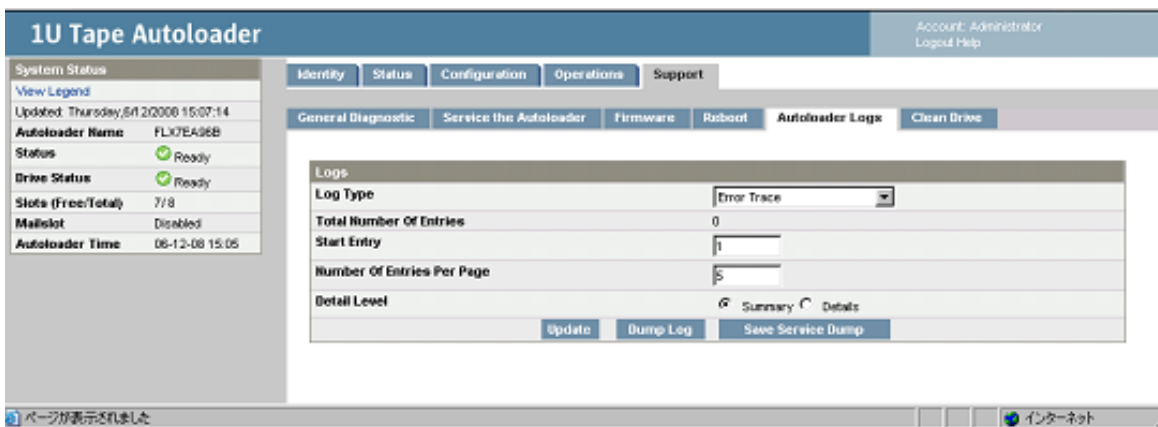 1U Tape Autoloader
Account: Administrator
Logout Help
System Status
View Legend
Updated: Thursday,6/12/2008 15:07:14
Autoloader Name FLX7EA96B
Status Ready
Drive Status Ready
Slots (Free/Total) 7/8
Mailslot Disabled
Autoloader Time 06-12-08 15:05
Identity Status Configuration Operations Support
General Diagnostic Service the Autoloader Firmware Reboot Autoloader Logs Clean Drive
Logs
Log Type Error Trace
Total Number Of Entries 0
Start Entry 1
Number Of Entries Per Page 5
Detail Level Summary Details
Update Dump Log Save Service Dump
ページが表示されました インターネット